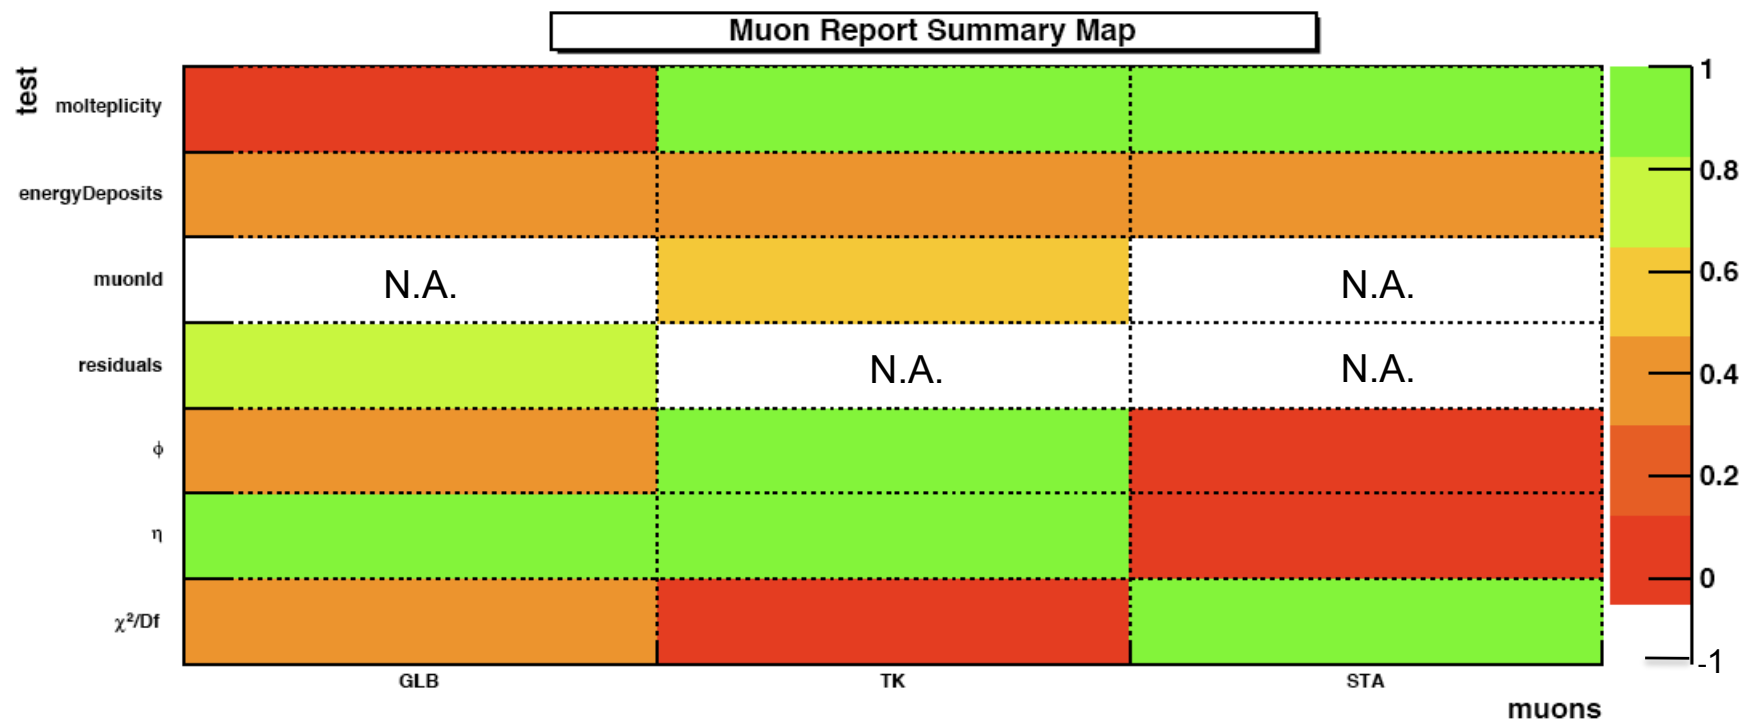 Muon Report Summary Map
test
molteplicity
energyDeposits
muonId
N.A.
N.A.
residuals
N.A.
N.A.
ϕ
η
χ²/Df
GLB
TK
STA
muons
1
0.8
0.6
0.4
0.2
0
-1